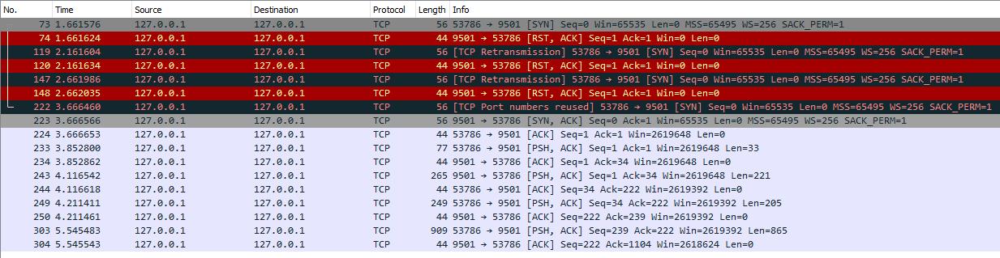 No. Time Source Destination Protocol Length Info
73 1.661576 127.0.0.1 127.0.0.1 TCP 56 53786 → 9501 [SYN] Seq=0 Win=65535 Len=0 MSS=65495 WS=256 SACK_PERM=1
74 1.661624 127.0.0.1 127.0.0.1 TCP 44 9501 → 53786 [RST, ACK] Seq=1 Ack=1 Win=0 Len=0
119 2.161604 127.0.0.1 127.0.0.1 TCP 56 [TCP Retransmission] 53786 → 9501 [SYN] Seq=0 Win=65535 Len=0 MSS=65495 WS=256 SACK_PERM=1
120 2.161634 127.0.0.1 127.0.0.1 TCP 44 9501 → 53786 [RST, ACK] Seq=1 Ack=1 Win=0 Len=0
147 2.661986 127.0.0.1 127.0.0.1 TCP 56 [TCP Retransmission] 53786 → 9501 [SYN] Seq=0 Win=65535 Len=0 MSS=65495 WS=256 SACK_PERM=1
148 2.662035 127.0.0.1 127.0.0.1 TCP 44 9501 → 53786 [RST, ACK] Seq=1 Ack=1 Win=0 Len=0
222 3.666460 127.0.0.1 127.0.0.1 TCP 56 [TCP Port numbers reused] 53786 → 9501 [SYN] Seq=0 Win=65535 Len=0 MSS=65495 WS=256 SACK_PERM=1
223 3.666566 127.0.0.1 127.0.0.1 TCP 56 9501 → 53786 [SYN, ACK] Seq=0 Ack=1 Win=65535 Len=0 MSS=65495 WS=256 SACK_PERM=1
224 3.666653 127.0.0.1 127.0.0.1 TCP 44 53786 → 9501 [ACK] Seq=1 Ack=1 Win=2619648 Len=0
233 3.852800 127.0.0.1 127.0.0.1 TCP 77 53786 → 9501 [PSH, ACK] Seq=1 Ack=1 Win=2619648 Len=33
234 3.852862 127.0.0.1 127.0.0.1 TCP 44 9501 → 53786 [ACK] Seq=1 Ack=34 Win=2619648 Len=0
243 4.116542 127.0.0.1 127.0.0.1 TCP 265 9501 → 53786 [PSH, ACK] Seq=1 Ack=34 Win=2619648 Len=221
244 4.116618 127.0.0.1 127.0.0.1 TCP 44 53786 → 9501 [ACK] Seq=34 Ack=222 Win=2619392 Len=0
249 4.211411 127.0.0.1 127.0.0.1 TCP 249 53786 → 9501 [PSH, ACK] Seq=34 Ack=222 Win=2619392 Len=205
250 4.211461 127.0.0.1 127.0.0.1 TCP 44 9501 → 53786 [ACK] Seq=222 Ack=239 Win=2619392 Len=0
303 5.545483 127.0.0.1 127.0.0.1 TCP 909 53786 → 9501 [PSH, ACK] Seq=239 Ack=222 Win=2619392 Len=865
304 5.545543 127.0.0.1 127.0.0.1 TCP 44 9501 → 53786 [ACK] Seq=222 Ack=1104 Win=2618624 Len=0